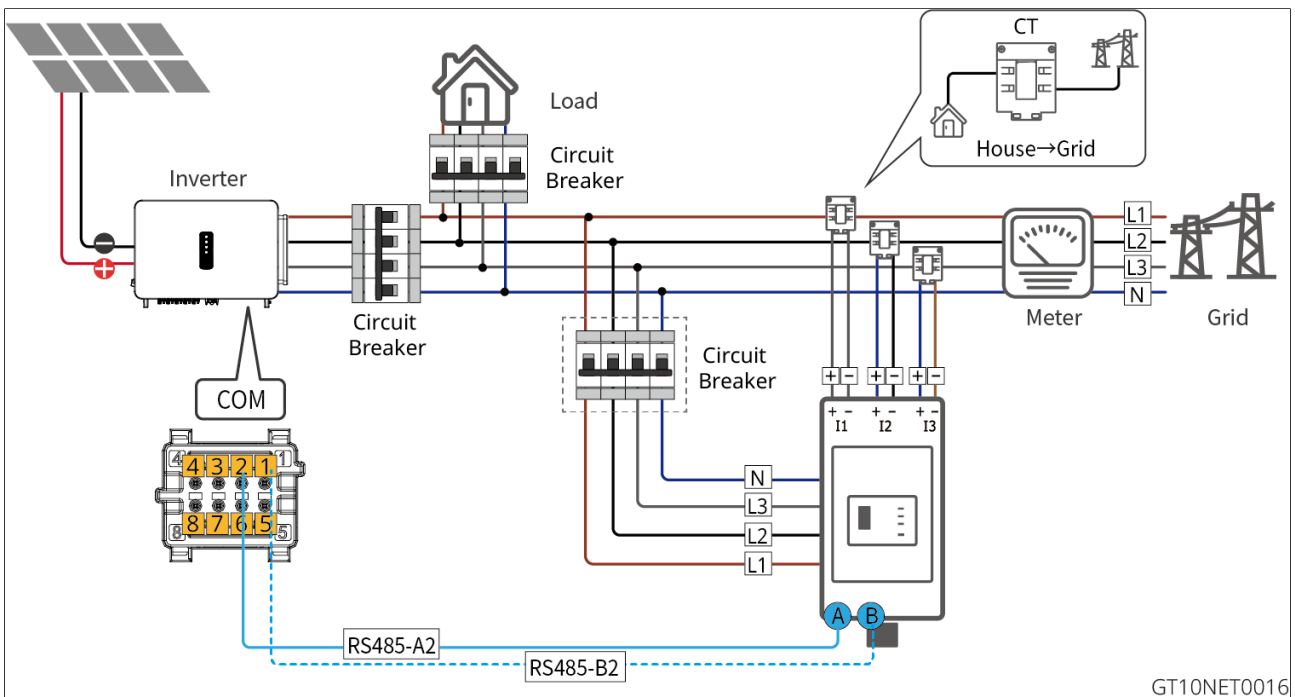 CT
House→Grid
Load
Circuit
Breaker
Inverter
L1
L2
L3
N
Circuit
Breaker
Meter
Grid
Circuit
Breaker
COM
+ − + − + −
+ − + − + −
I1 I2 I3
4 1
4 3 2 1
8 7 6 5
8 5
N
L3
L2
L1
A B
RS485-A2
RS485-B2
GT10NET0016